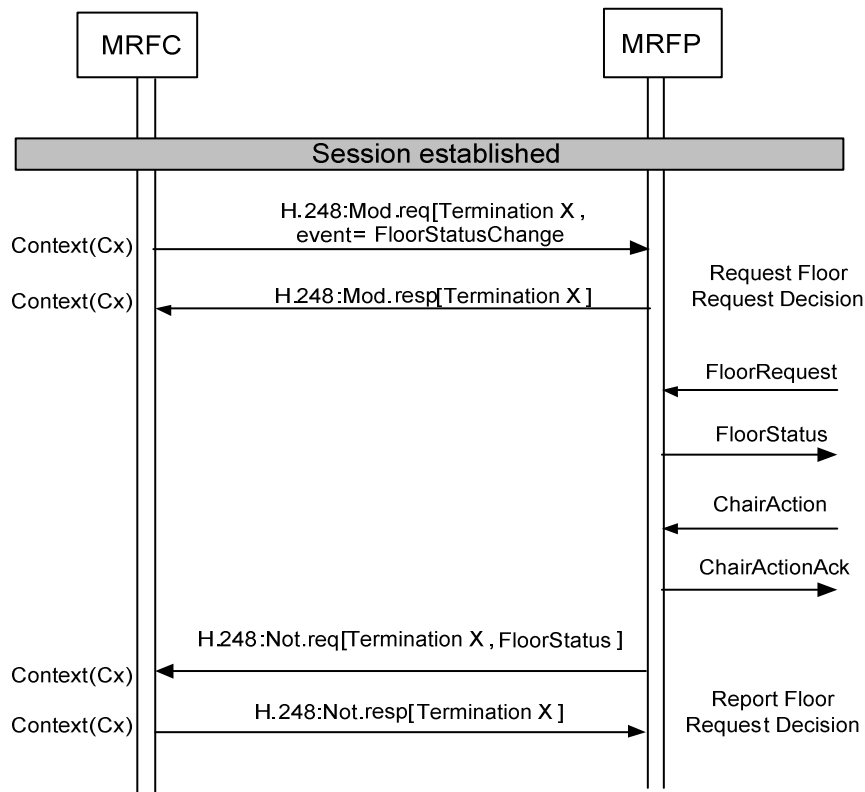 MRFC
MRFP
Session established
H.248:Mod.req[Termination X ,
event= FloorStatusChange
Context(Cx)
Request Floor
Request Decision
Context(Cx)
H.248:Mod.resp[Termination X ]
FloorRequest
FloorStatus
ChairAction
ChairActionAck
H.248:Not.req[Termination X , FloorStatus ]
Context(Cx)
H.248:Not.resp[Termination X ]
Context(Cx)
Report Floor
Request Decision